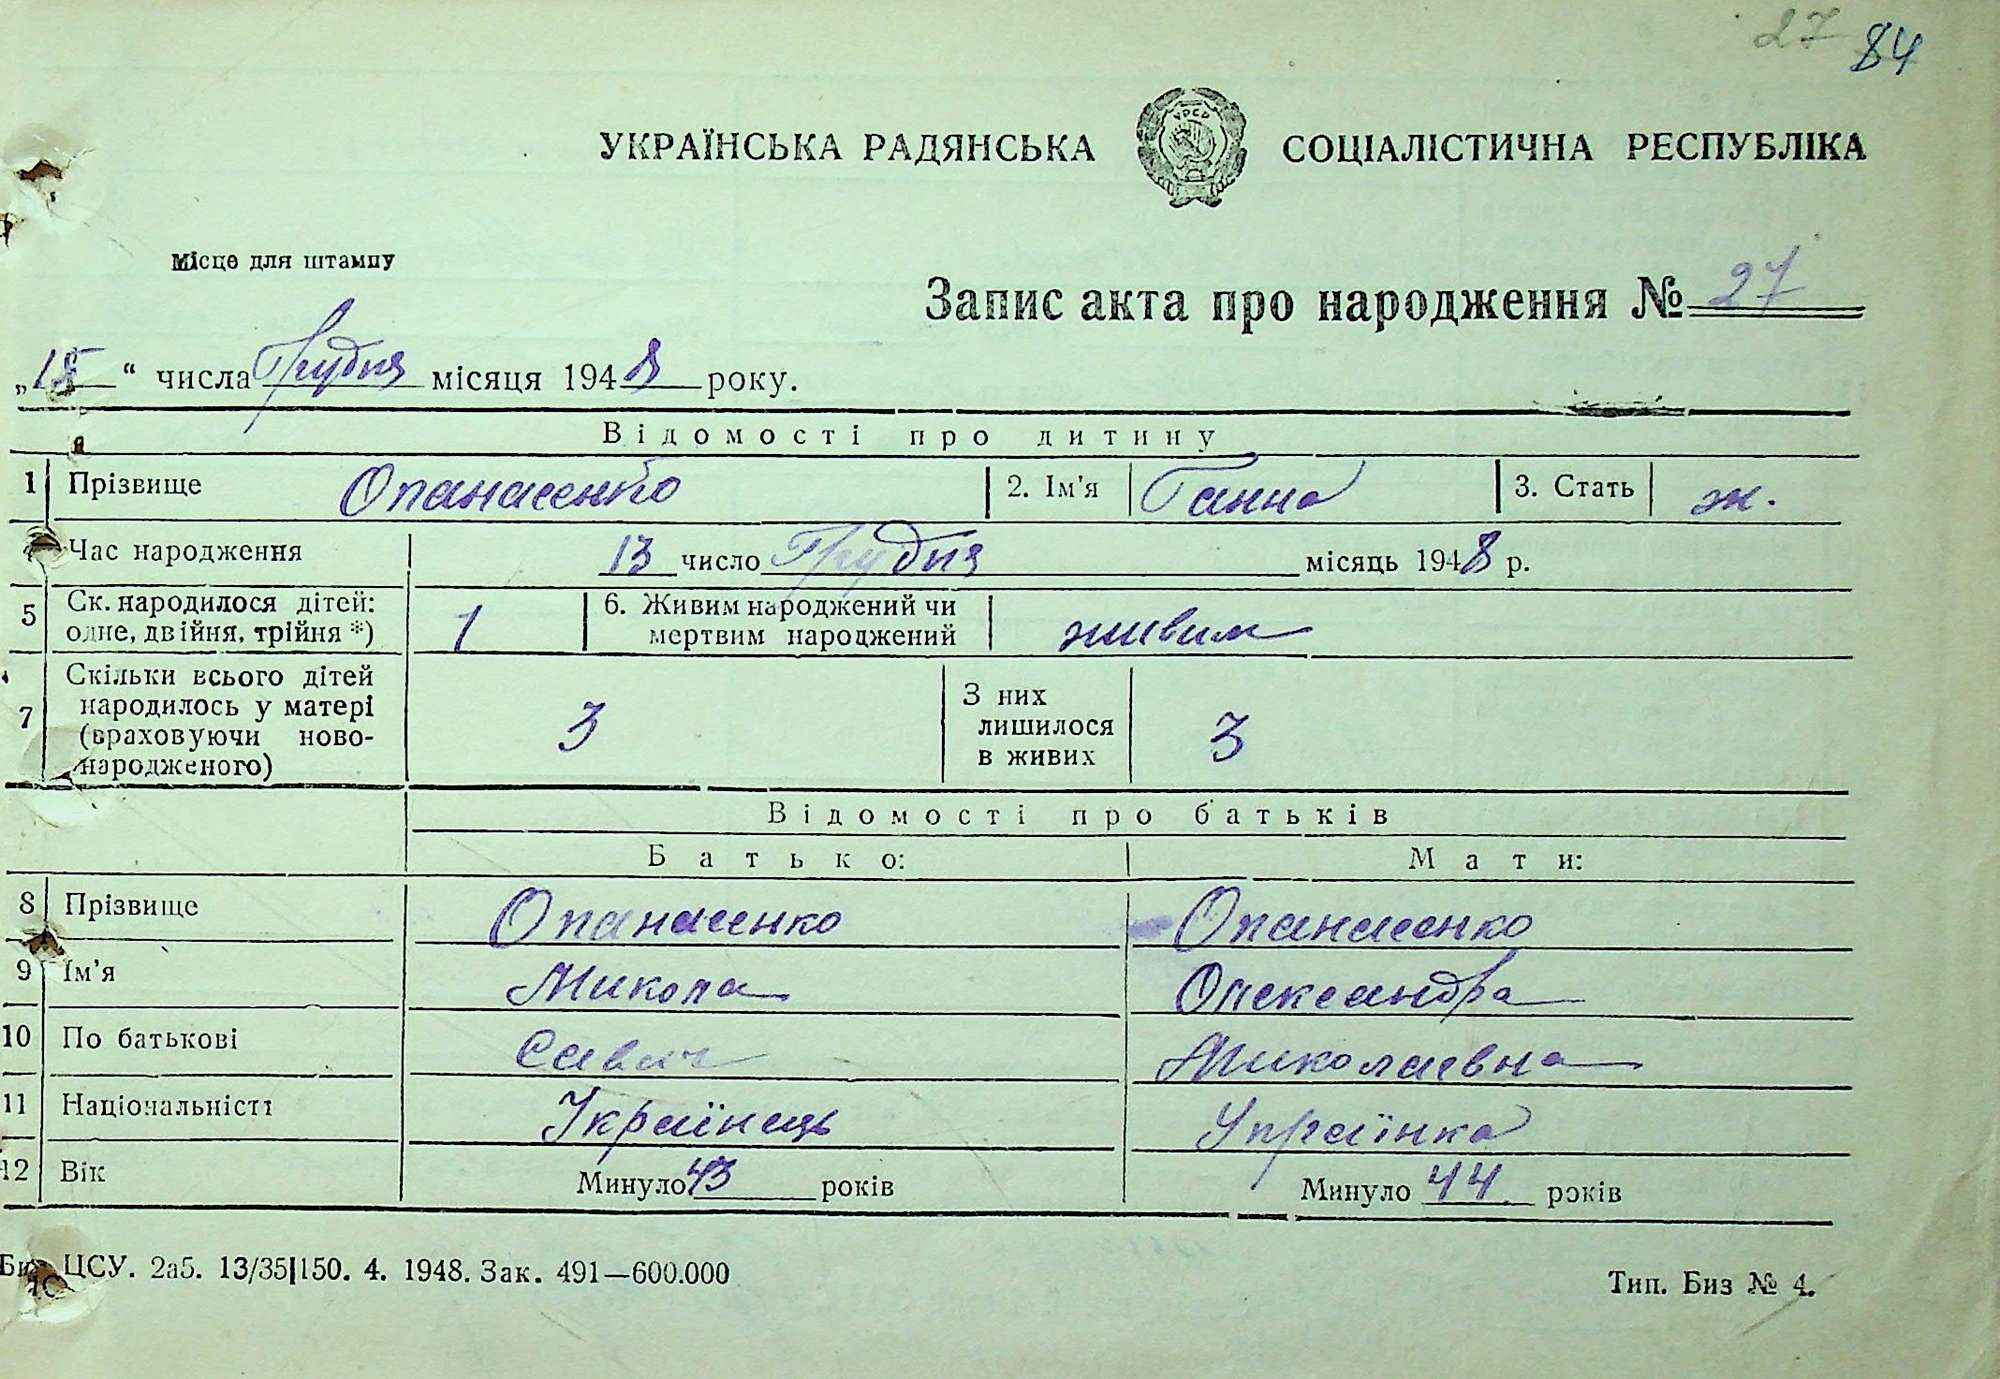 27 84
УКРАЇНСЬКА РАДЯНСЬКА СОЦІАЛІСТИЧНА РЕСПУБЛІКА
УРСР
Місце для штампу
Запис акта про народження № 27
„15“ числа Грудня місяця 1948 року.
Відомості про дитину
1 Прізвище Опанасенко 2. Ім'я Ганна 3. Стать ж.
Час народження 13 число Грудня місяць 1948 р.
5 Ск. народилося дітей: одне, двійня, трійня *) 1 6. Живим народжений чи мертвим народжений живим
7 Скільки всього дітей народилось у матері (враховуючи ново-народженого) 3 З них лишилося в живих 3
Відомості про батьків
Батько: Мати:
8 Прізвище Опанасенко Опанасенко
9 Ім'я Микола Олександра
10 По батькові Савич Миколаевна
11 Національність Українець Українка
12 Вік Минуло 43 років Минуло 44 років
ЦСУ. 2а5. 13/35|150. 4. 1948. Зак. 491—600.000 Тип. Биз № 4.